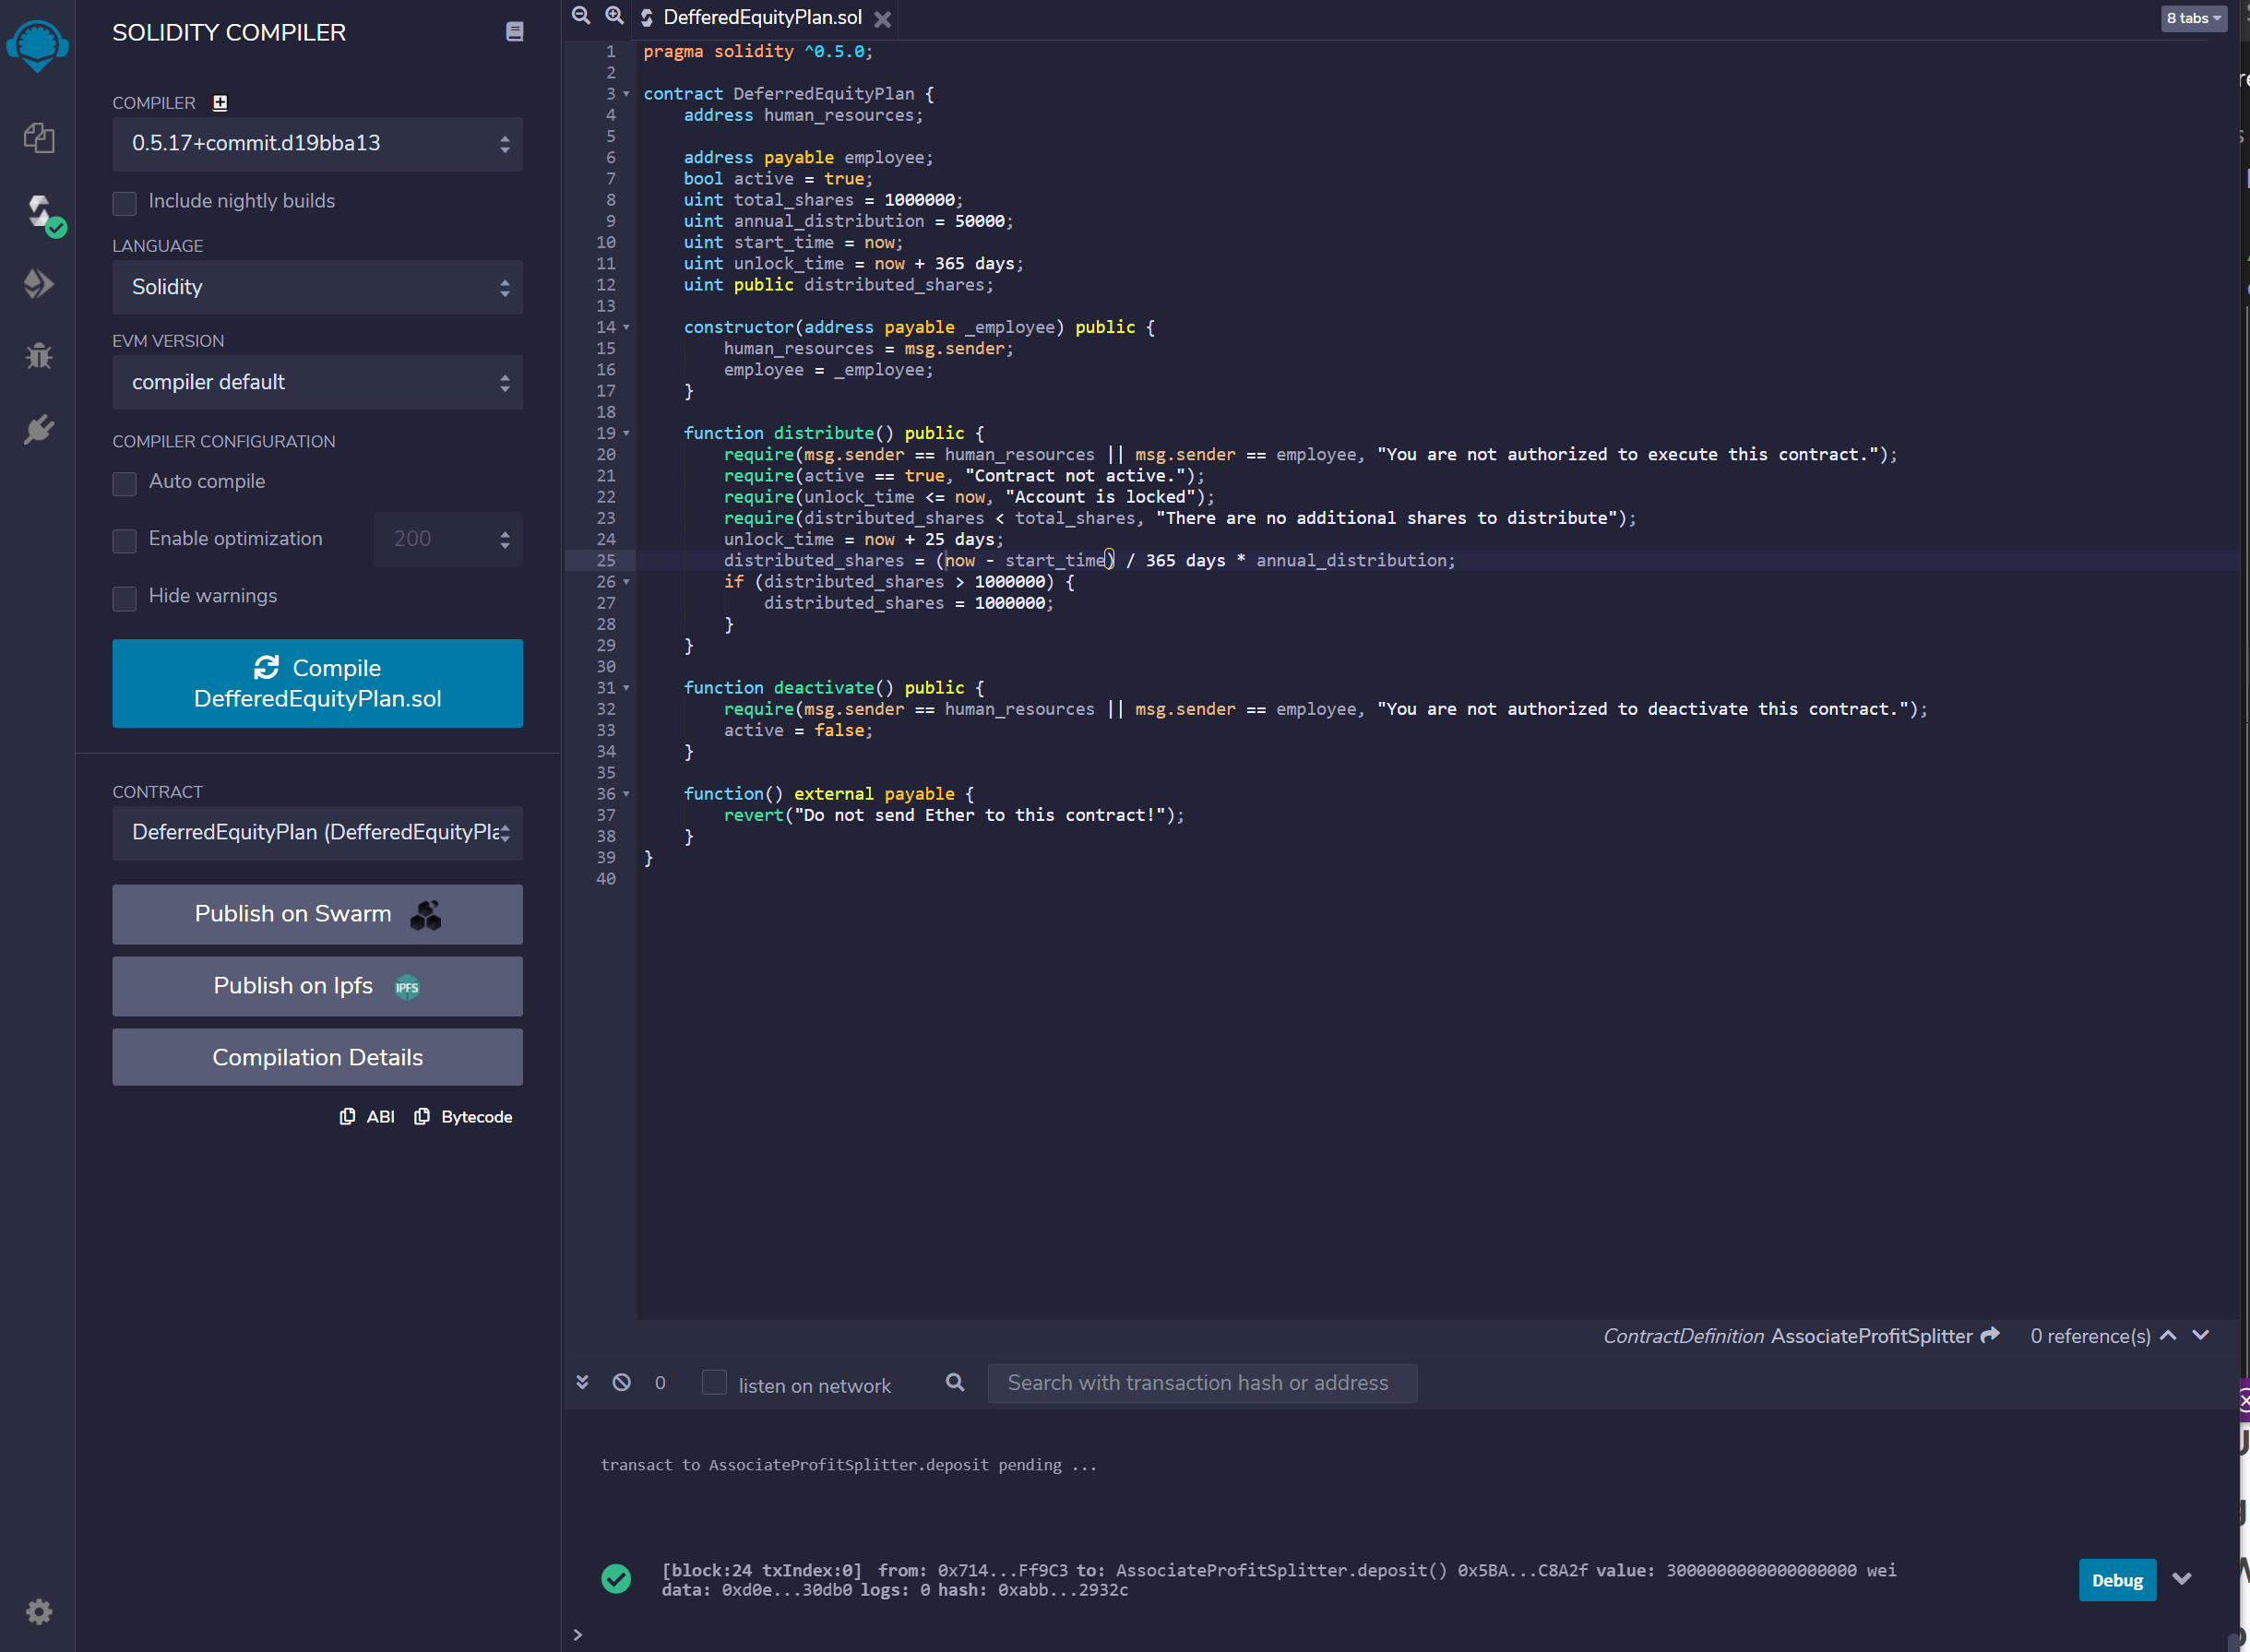 SOLIDITY COMPILER
COMPILER
0.5.17+commit.d19bba13
Include nightly builds
LANGUAGE
Solidity
EVM VERSION
compiler default
COMPILER CONFIGURATION
Auto compile
Enable optimization 200
Hide warnings
Compile
DefferedEquityPlan.sol
CONTRACT
DeferredEquityPlan (DefferedEquityPla
Publish on Swarm
Publish on Ipfs IPFS
Compilation Details
ABI Bytecode
DefferedEquityPlan.sol
8 tabs
1 pragma solidity ^0.5.0;
2
3 contract DeferredEquityPlan {
4 address human_resources;
5
6 address payable employee;
7 bool active = true;
8 uint total_shares = 1000000;
9 uint annual_distribution = 50000;
10 uint start_time = now;
11 uint unlock_time = now + 365 days;
12 uint public distributed_shares;
13
14 constructor(address payable _employee) public {
15 human_resources = msg.sender;
16 employee = _employee;
17 }
18
19 function distribute() public {
20 require(msg.sender == human_resources || msg.sender == employee, "You are not authorized to execute this contract.");
21 require(active == true, "Contract not active.");
22 require(unlock_time <= now, "Account is locked");
23 require(distributed_shares < total_shares, "There are no additional shares to distribute");
24 unlock_time = now + 25 days;
25 distributed_shares = (now - start_time) / 365 days * annual_distribution;
26 if (distributed_shares > 1000000) {
27 distributed_shares = 1000000;
28 }
29 }
30
31 function deactivate() public {
32 require(msg.sender == human_resources || msg.sender == employee, "You are not authorized to deactivate this contract.");
33 active = false;
34 }
35
36 function() external payable {
37 revert("Do not send Ether to this contract!");
38 }
39 }
40
ContractDefinition AssociateProfitSplitter 0 reference(s)
0 listen on network Search with transaction hash or address
transact to AssociateProfitSplitter.deposit pending ...
[block:24 txIndex:0] from: 0x714...Ff9C3 to: AssociateProfitSplitter.deposit() 0x5BA...C8A2f value: 3000000000000000000 wei
data: 0xd0e...30db0 logs: 0 hash: 0xabb...2932c
Debug
>